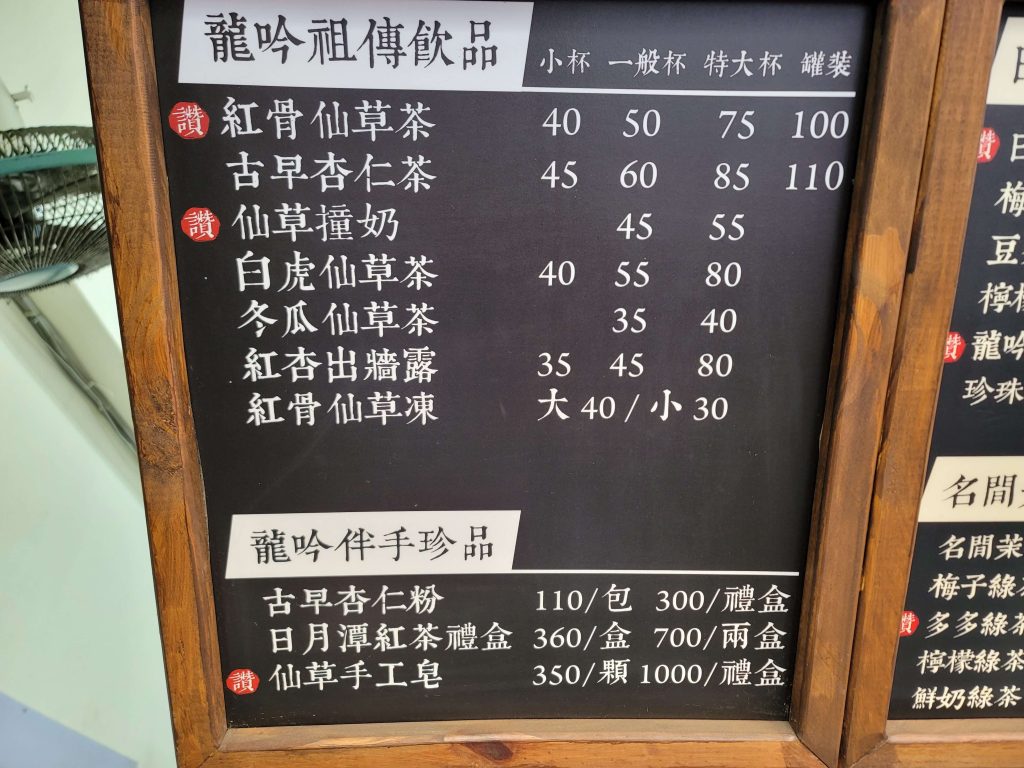 龍吟祖傳飲品 小杯 一般杯 特大杯 罐裝
讚 紅骨仙草茶 40 50 75 100
古早杏仁茶 45 60 85 110
讚 仙草撞奶 45 55
白虎仙草茶 40 55 80
冬瓜仙草茶 35 40
紅杏出牆露 35 45 80
紅骨仙草凍 大 40 / 小 30
龍吟伴手珍品
古早杏仁粉 110/包 300/禮盒
日月潭紅茶禮盒 360/盒 700/兩盒
讚 仙草手工皂 350/顆 1000/禮盒
讚 日
梅
豆
檸檬
讚 龍吟
珍珠
名間
名間茉
梅子綠茶
讚 多多綠茶
檸檬綠茶
鮮奶綠茶